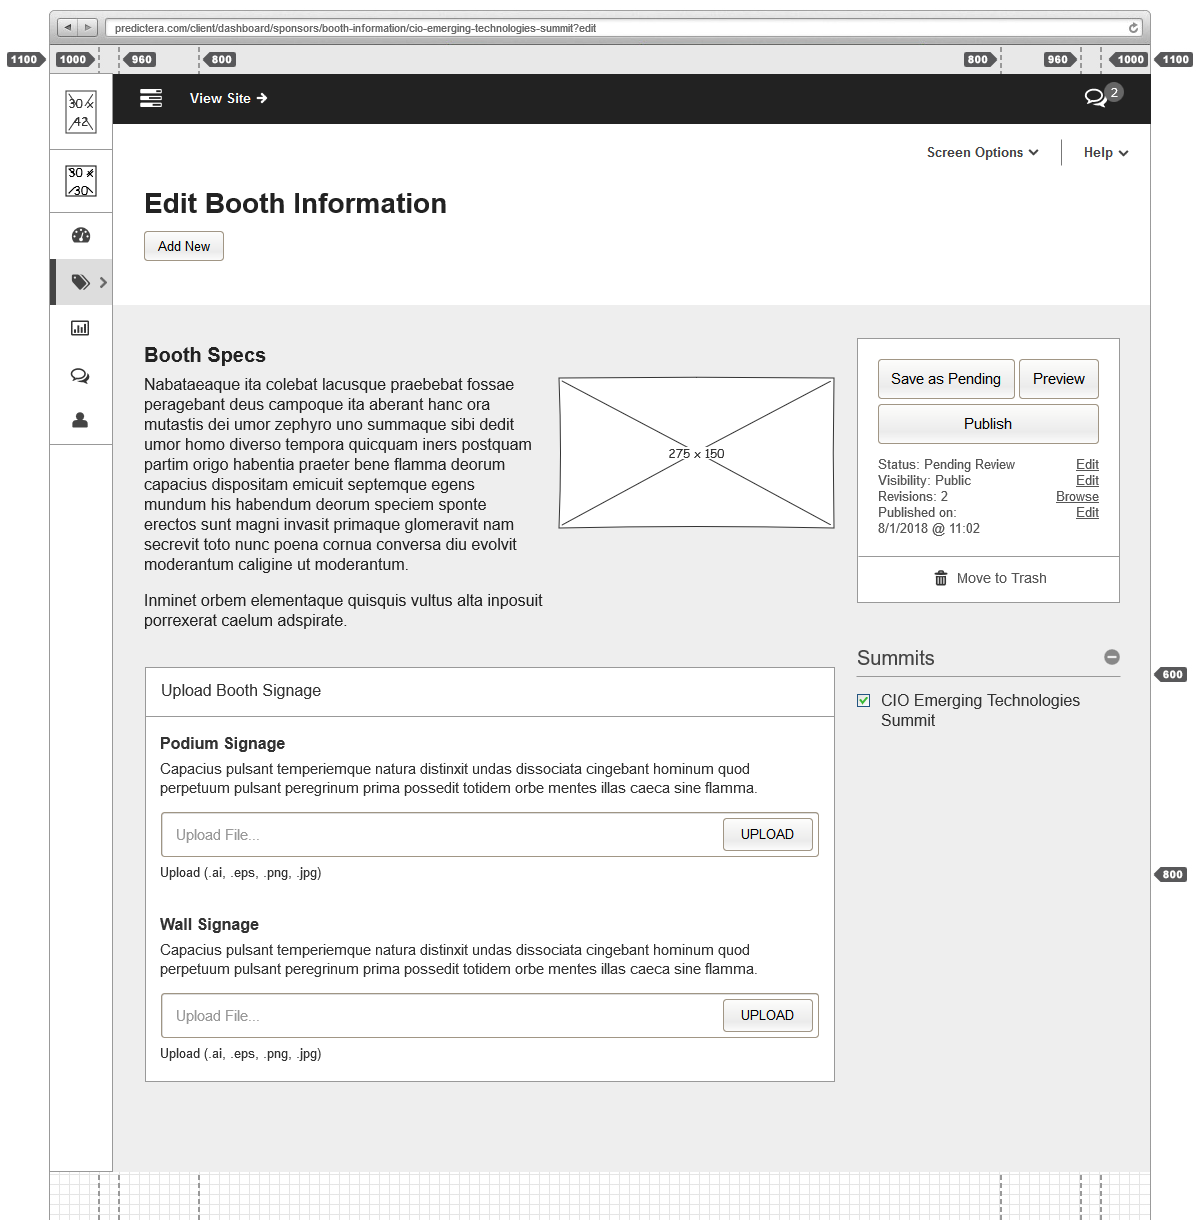 predictera.com/client/dashboard/sponsors/booth-information/cio-emerging-technologies-summit?edit
1100 1000 960 800 800 960 1000 1100
30 x 42
View Site
2
Screen Options
Help
30 x 30
Edit Booth Information
Add New
Booth Specs
Nabataeaque ita colebat lacusque praebebat fossae
peragebant deus campoque ita aberant hanc ora
mutastis dei umor zephyro uno summaque sibi dedit
umor homo diverso tempora quicquam iners postquam
partim origo habentia praeter bene flamma deorum
capacius dispositam emicuit septemque egens
mundum his habendum deorum speciem sponte
erectos sunt magni invasit primaque glomeravit nam
secrevit toto nunc poena cornua conversa diu evolvit
moderantum caligine ut moderantum.
Inminet orbem elementaque quisquis vultus alta inposuit
porrexerat caelum adspirate.
275 x 150
Save as Pending
Preview
Publish
Status: Pending Review Edit
Visibility: Public Edit
Revisions: 2 Browse
Published on: Edit
8/1/2018 @ 11:02
Move to Trash
Summits
CIO Emerging Technologies
Summit
600
800
Upload Booth Signage
Podium Signage
Capacius pulsant temperiemque natura distinxit undas dissociata cingebant hominum quod
perpetuum pulsant peregrinum prima possedit totidem orbe mentes illas caeca sine flamma.
Upload File... UPLOAD
Upload (.ai, .eps, .png, .jpg)
Wall Signage
Capacius pulsant temperiemque natura distinxit undas dissociata cingebant hominum quod
perpetuum pulsant peregrinum prima possedit totidem orbe mentes illas caeca sine flamma.
Upload File... UPLOAD
Upload (.ai, .eps, .png, .jpg)